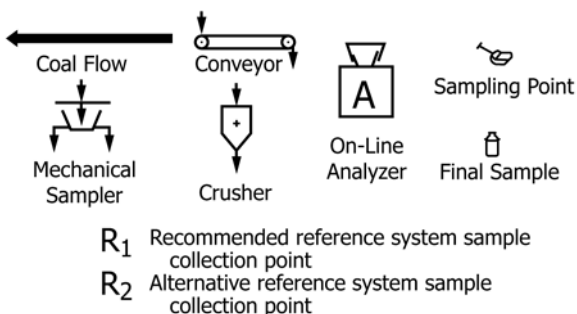 Coal Flow
Conveyor
Sampling Point
A
Mechanical
Sampler
Crusher
On-Line
Analyzer
Final Sample
R1 Recommended reference system sample
collection point
R2 Alternative reference system sample
collection point